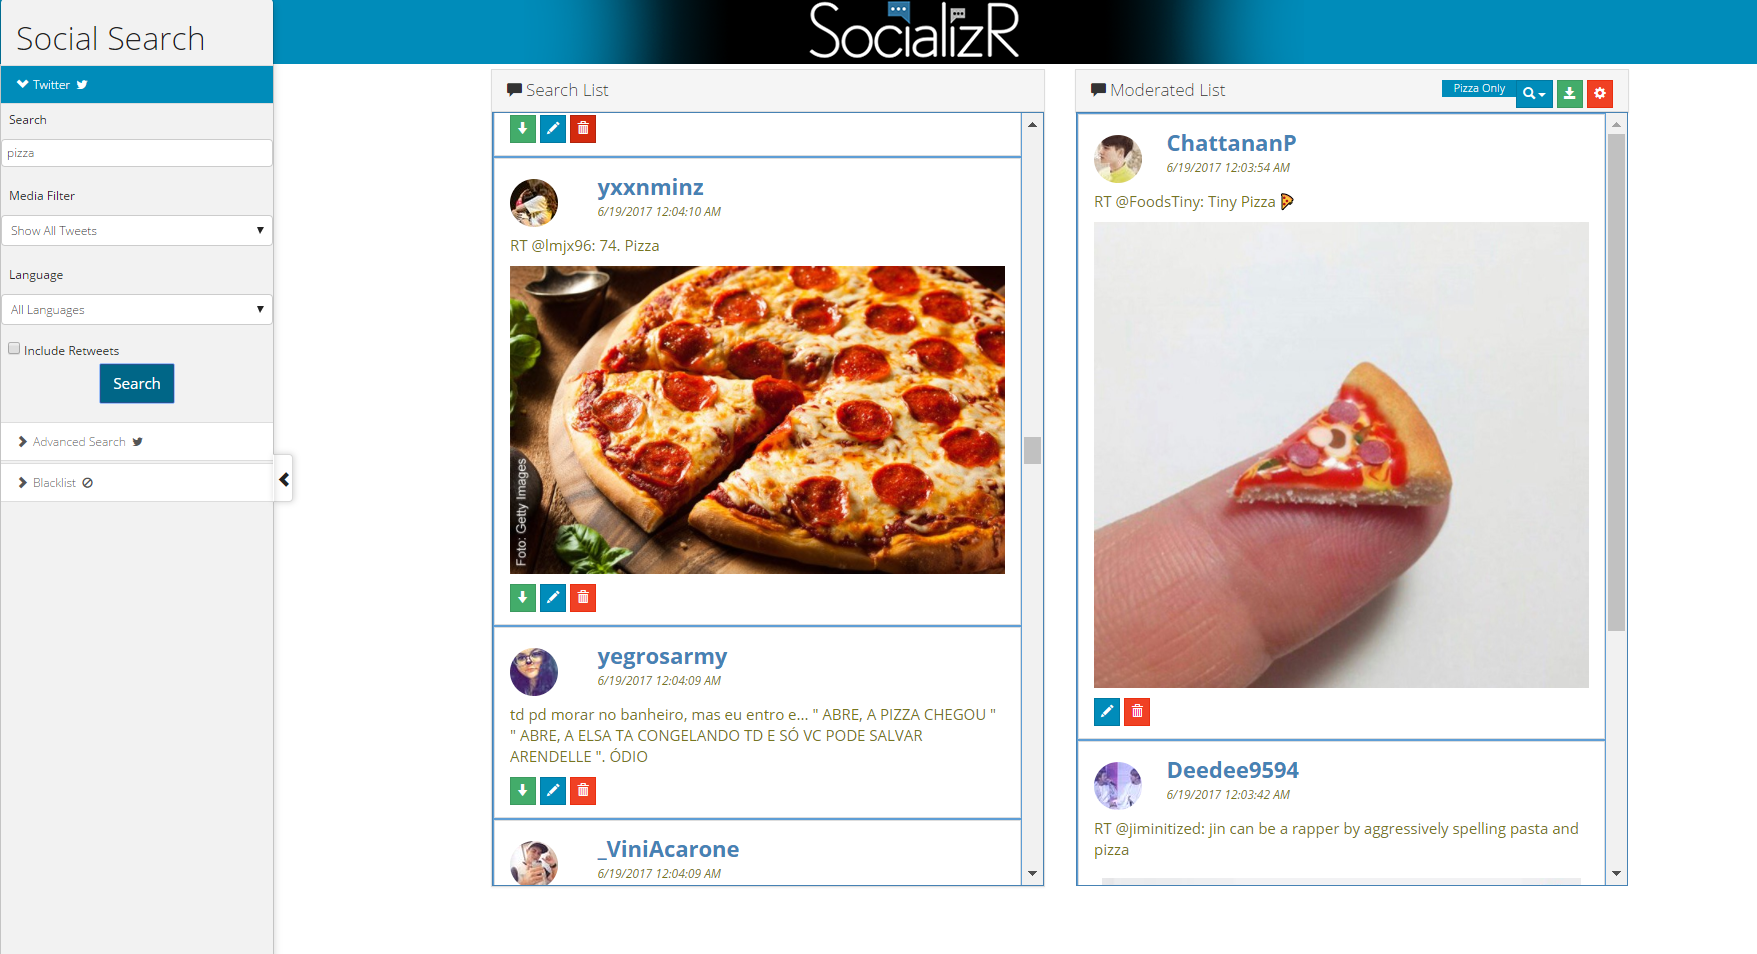 Social Search
SocializR
Twitter
Search
pizza
Media Filter
Show All Tweets
Language
All Languages
Include Retweets
Search
Advanced Search
Blacklist
Search List
yxxnminz
6/19/2017 12:04:10 AM
RT @lmjx96: 74. Pizza
Foto: Getty Images
yegrosarmy
6/19/2017 12:04:09 AM
td pd morar no banheiro, mas eu entro e... " ABRE, A PIZZA CHEGOU "
" ABRE, A ELSA TA CONGELANDO TD E SÓ VC PODE SALVAR
ARENDELLE ". ÓDIO
_ViniAcarone
6/19/2017 12:04:09 AM
Moderated List
Pizza Only
ChattananP
6/19/2017 12:03:54 AM
RT @FoodsTiny: Tiny Pizza 🍕
Deedee9594
6/19/2017 12:03:42 AM
RT @jiminitized: jin can be a rapper by aggressively spelling pasta and
pizza